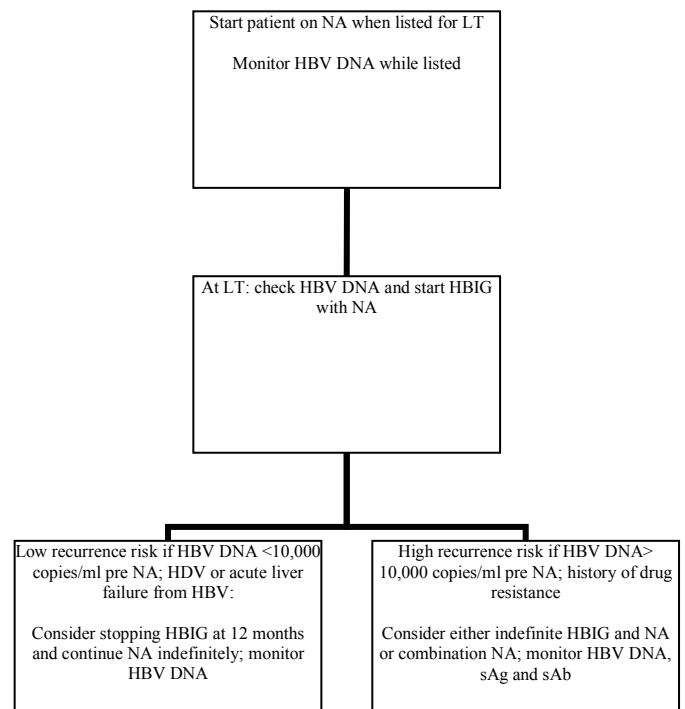 Start patient on NA when listed for LT
Monitor HBV DNA while listed
At LT: check HBV DNA and start HBIG
with NA
Low recurrence risk if HBV DNA <10,000
copies/ml pre NA; HDV or acute liver
failure from HBV:
Consider stopping HBIG at 12 months
and continue NA indefinitely; monitor
HBV DNA
High recurrence risk if HBV DNA>
10,000 copies/ml pre NA; history of drug
resistance
Consider either indefinite HBIG and NA
or combination NA; monitor HBV DNA,
sAg and sAb